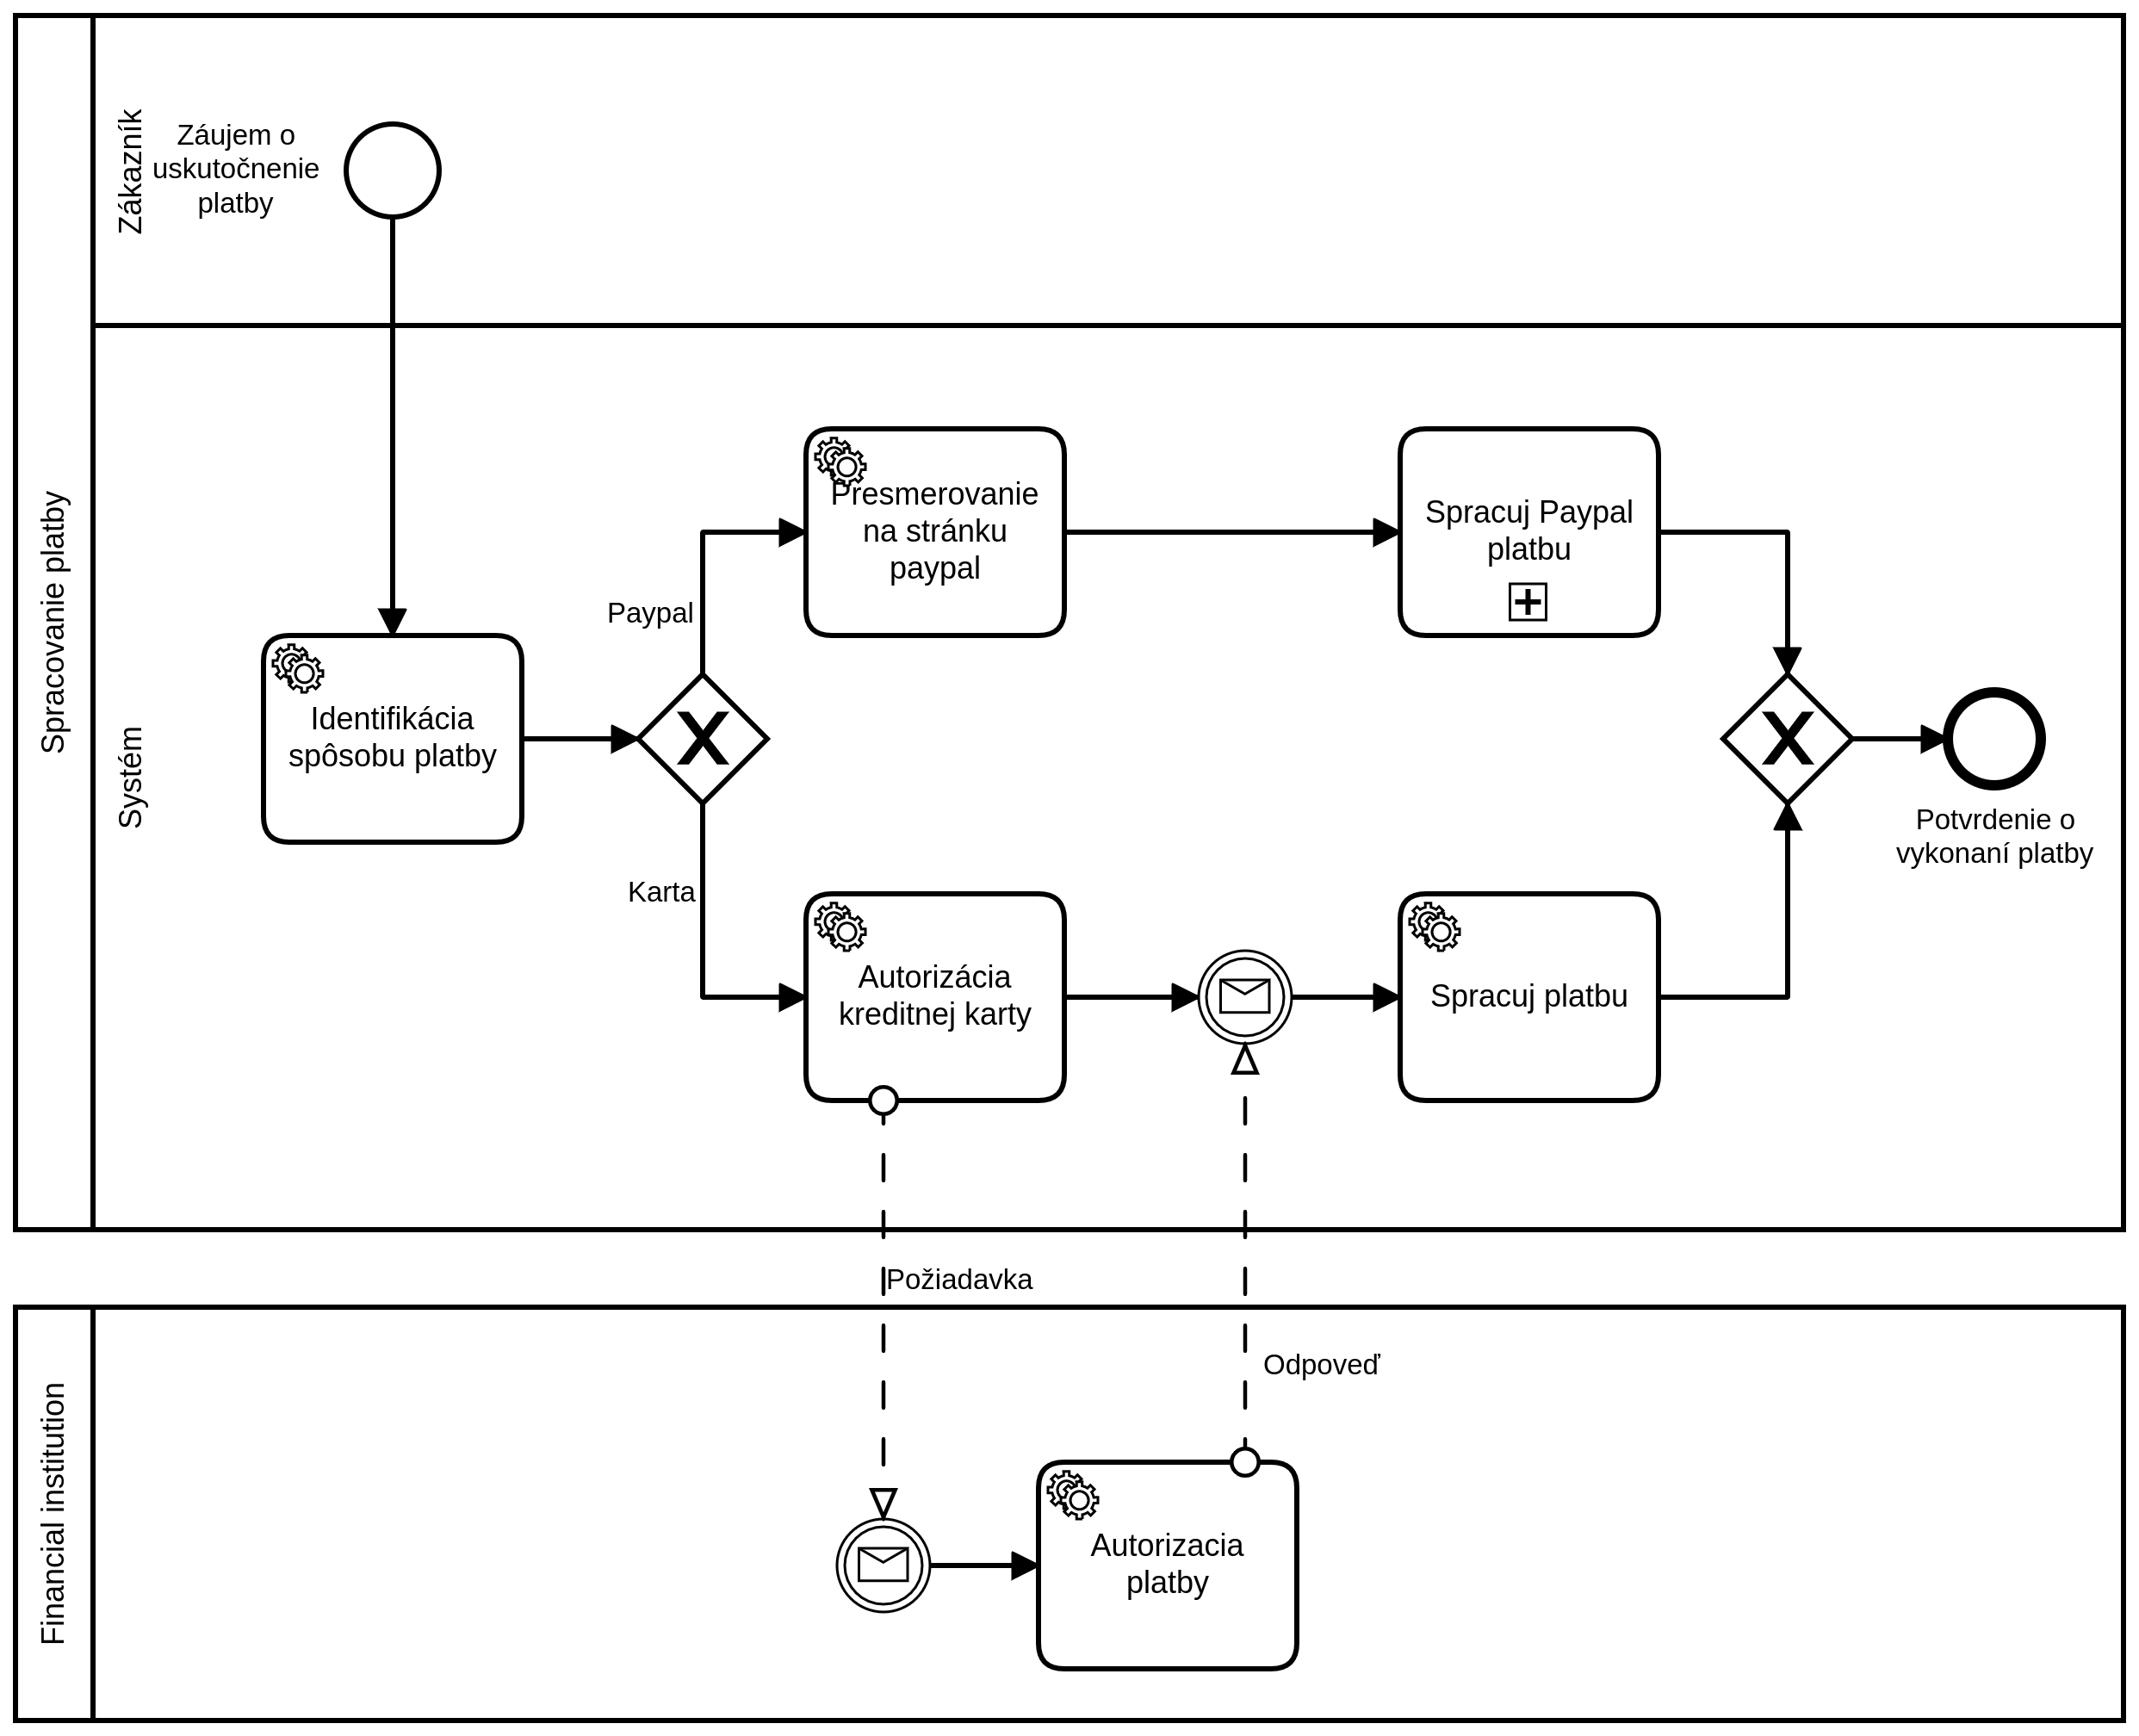 Spracovanie platby
Zákazník
Záujem o
uskutočnenie
platby
Systém
Identifikácia
spôsobu platby
Paypal
Karta
Presmerovanie
na stránku
paypal
Spracuj Paypal
platbu
Autorizácia
kreditnej karty
Spracuj platbu
Potvrdenie o
vykonaní platby
Požiadavka
Odpoveď
Financial institution
Autorizacia
platby